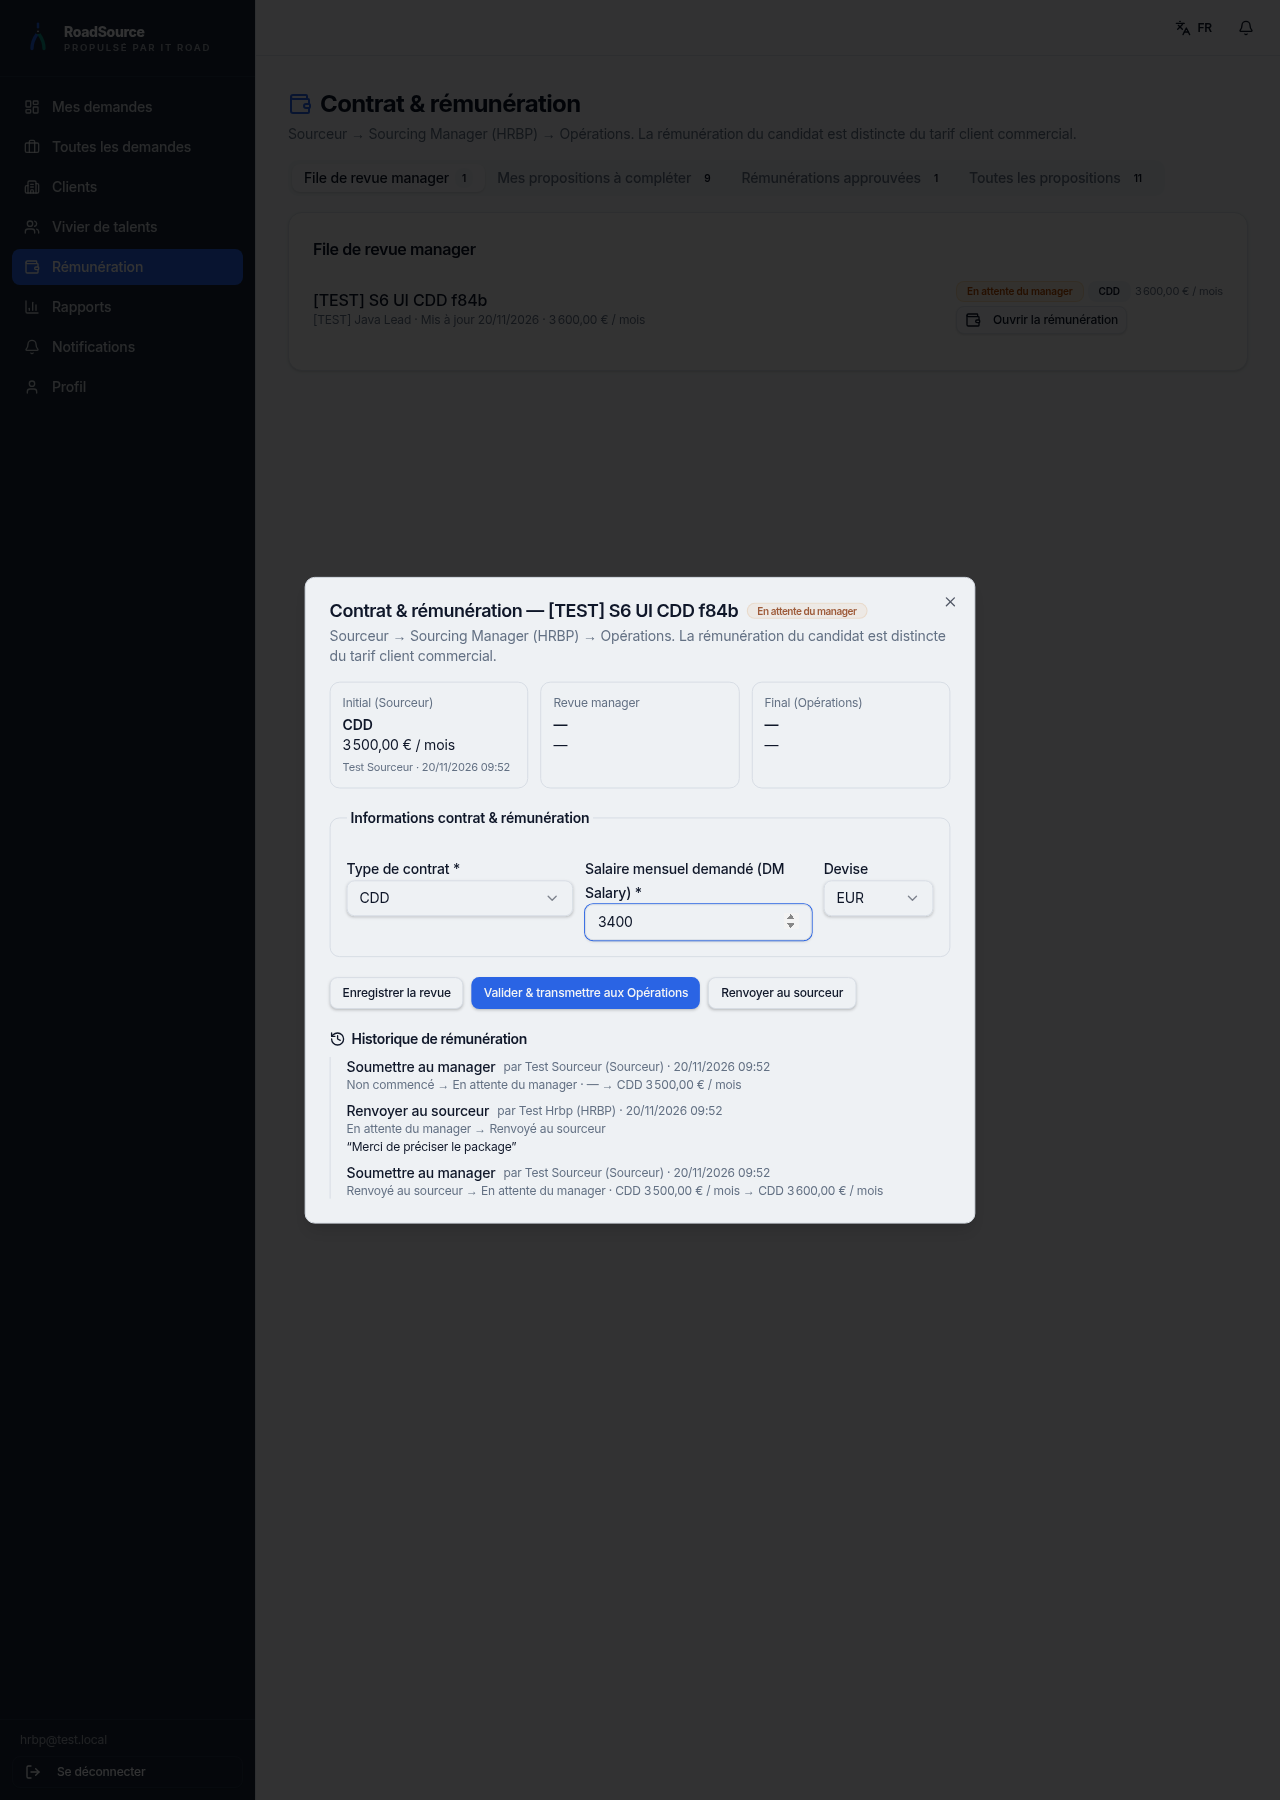 RoadSource
PROPULSÉ PAR IT ROAD
FR
Mes demandes
Toutes les demandes
Clients
Vivier de talents
Rémunération
Rapports
Notifications
Profil
Contrat & rémunération
Sourceur → Sourcing Manager (HRBP) → Opérations. La rémunération du candidat est distincte du tarif client commercial.
File de revue manager 1 Mes propositions à compléter 9 Rémunérations approuvées 1 Toutes les propositions 11
File de revue manager
[TEST] S6 UI CDD f84b
[TEST] Java Lead · Mis à jour 20/11/2026 · 3 600,00 € / mois
En attente du manager CDD 3 600,00 € / mois
Ouvrir la rémunération
Contrat & rémunération — [TEST] S6 UI CDD f84b En attente du manager
Sourceur → Sourcing Manager (HRBP) → Opérations. La rémunération du candidat est distincte
du tarif client commercial.
Initial (Sourceur)
CDD
3 500,00 € / mois
Test Sourceur · 20/11/2026 09:52
Revue manager
—
—
Final (Opérations)
—
—
Informations contrat & rémunération
Type de contrat *
CDD
Salaire mensuel demandé (DM
Salary) *
3400
Devise
EUR
Enregistrer la revue Valider & transmettre aux Opérations Renvoyer au sourceur
Historique de rémunération
Soumettre au manager par Test Sourceur (Sourceur) · 20/11/2026 09:52
Non commencé → En attente du manager · — → CDD 3 500,00 € / mois
Renvoyer au sourceur par Test Hrbp (HRBP) · 20/11/2026 09:52
En attente du manager → Renvoyé au sourceur
“Merci de préciser le package”
Soumettre au manager par Test Sourceur (Sourceur) · 20/11/2026 09:52
Renvoyé au sourceur → En attente du manager · CDD 3 500,00 € / mois → CDD 3 600,00 € / mois
hrbp@test.local
Se déconnecter